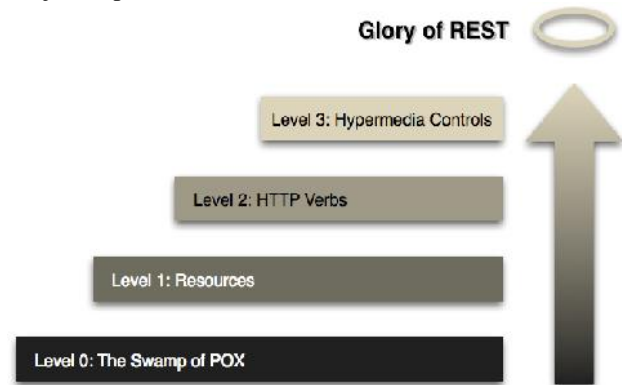 Glory of REST
Level 3: Hypermedia Controls
Level 2: HTTP Verbs
Level 1: Resources
Level 0: The Swamp of POX